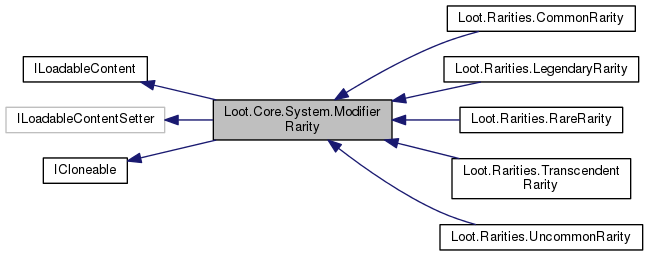 ILoadableContent
ILoadableContentSetter
ICloneable
Loot.Core.System.Modifier
Rarity
Loot.Rarities.CommonRarity
Loot.Rarities.LegendaryRarity
Loot.Rarities.RareRarity
Loot.Rarities.Transcendent
Rarity
Loot.Rarities.UncommonRarity